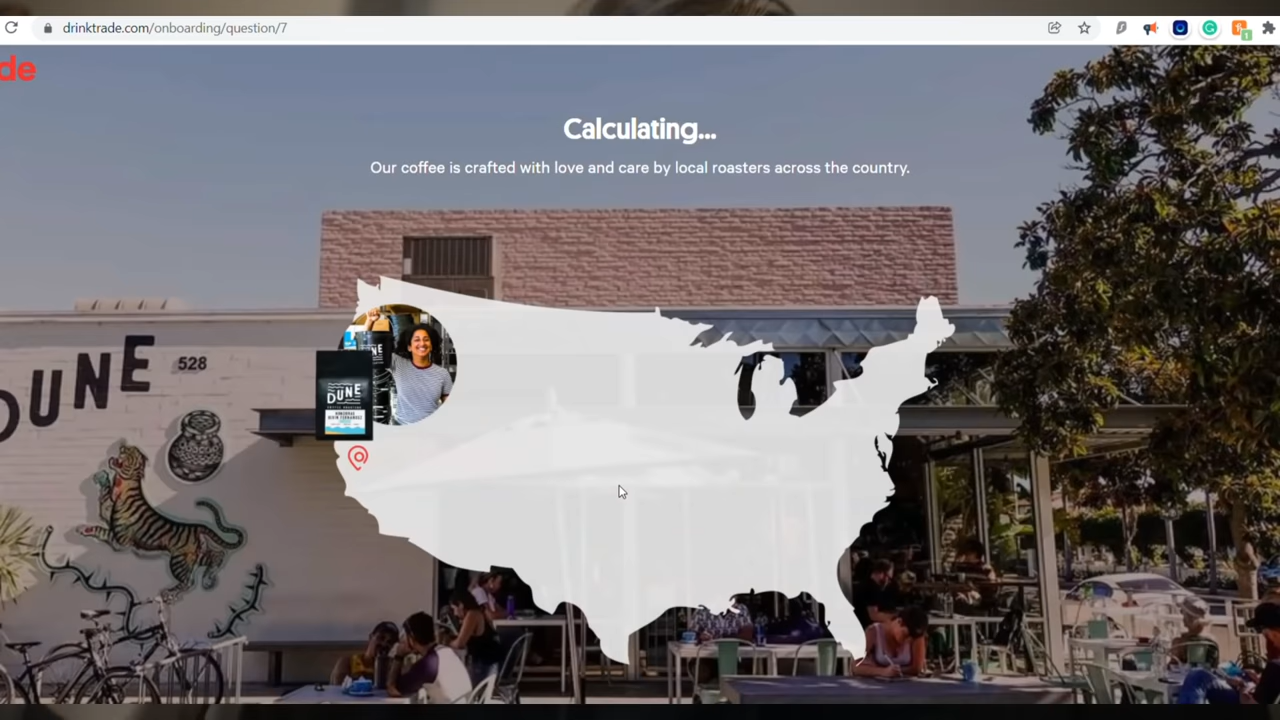 drinktrade.com/onboarding/question/7
de
Calculating...
Our coffee is crafted with love and care by local roasters across the country.
DUNE 528
DUNE